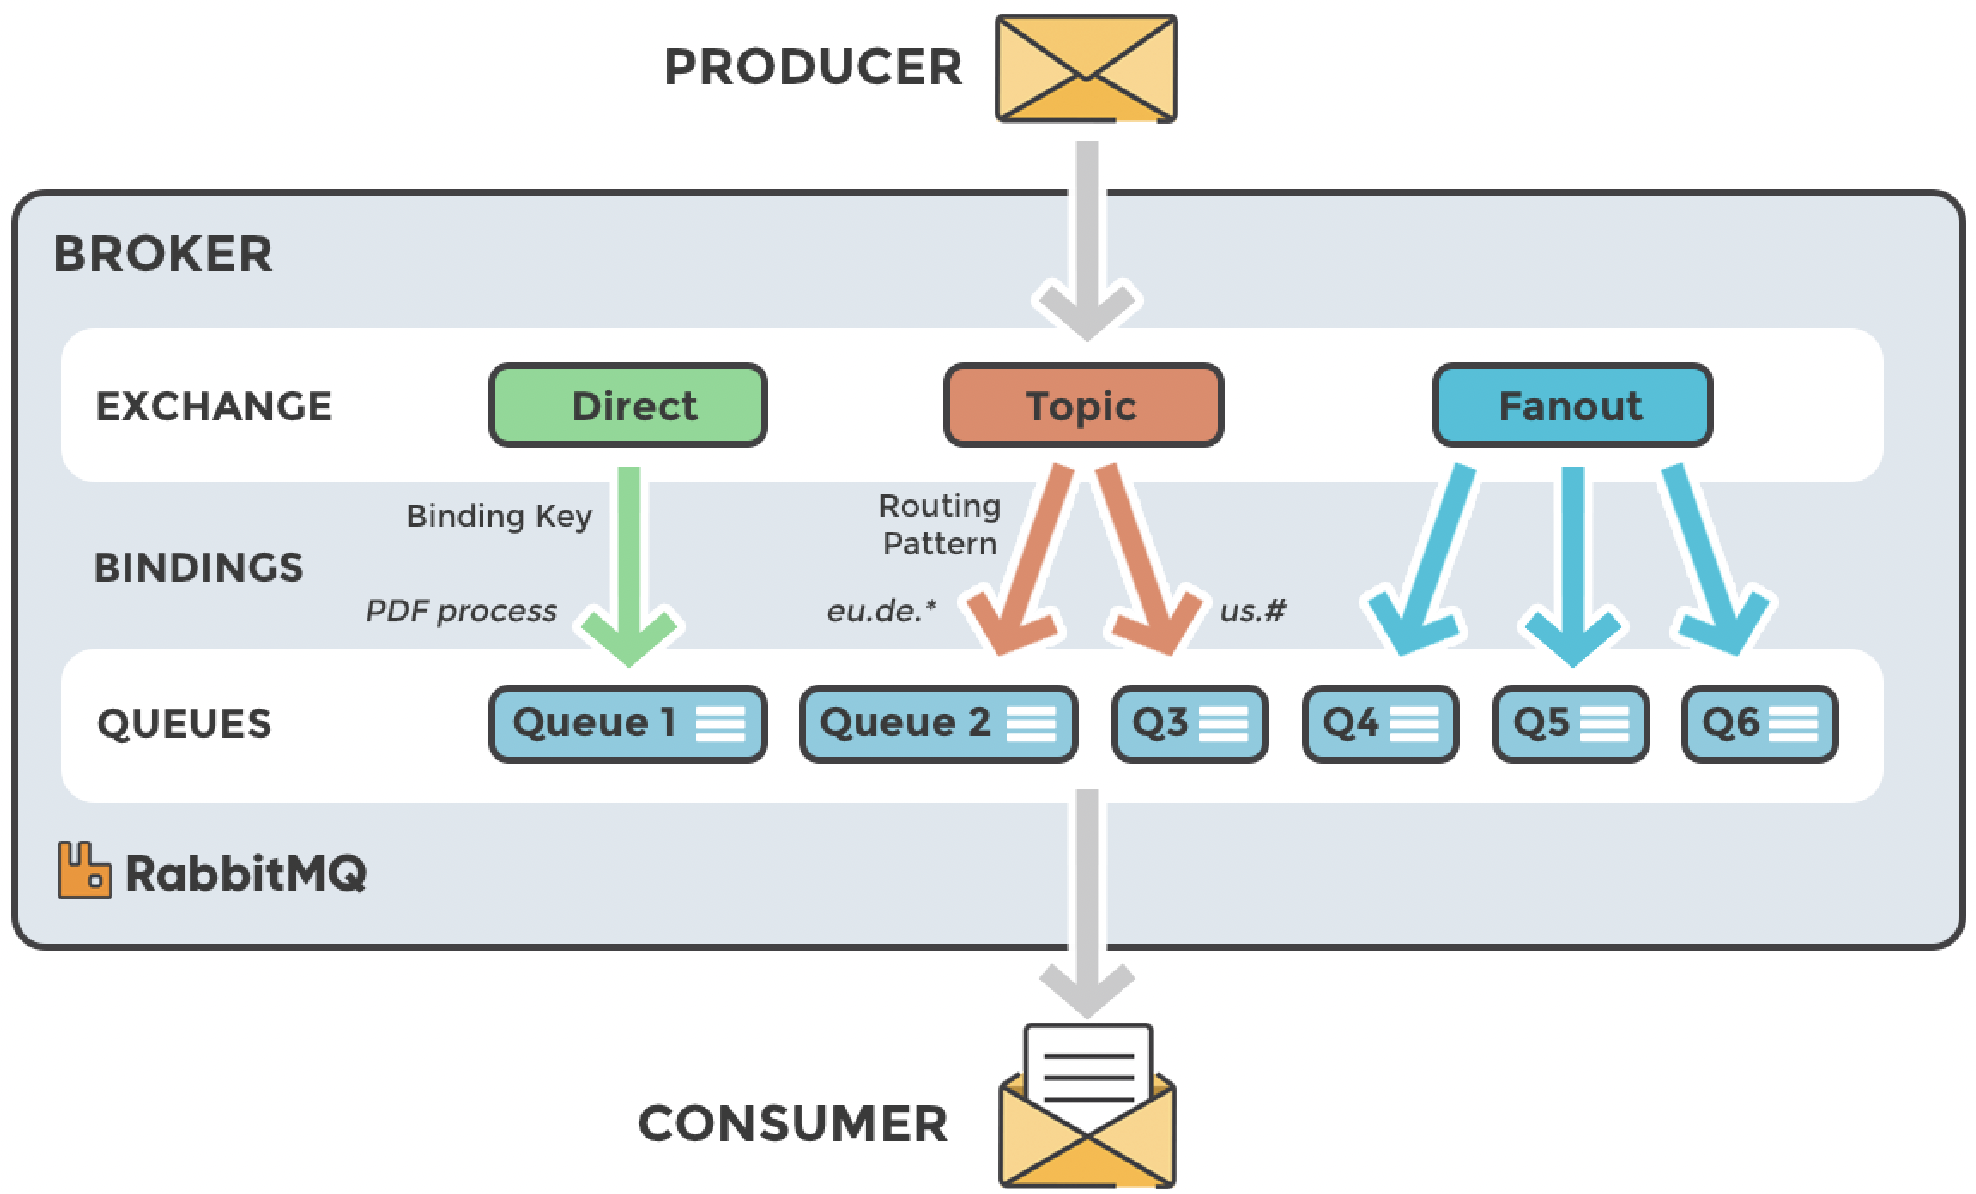 PRODUCER
BROKER
EXCHANGE
Direct
Topic
Fanout
Binding Key
Routing
Pattern
BINDINGS
PDF process
eu.de.*
us.#
QUEUES
Queue 1
Queue 2
Q3
Q4
Q5
Q6
RabbitMQ
CONSUMER